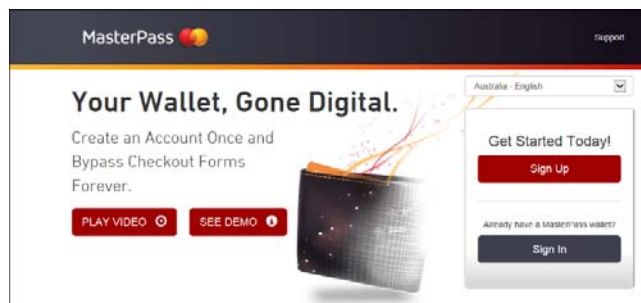 MasterPass
Support
Australia - English
Your Wallet, Gone Digital.
Create an Account Once and
Bypass Checkout Forms
Forever.
PLAY VIDEO
SEE DEMO
Get Started Today!
Sign Up
Already have a MasterPass wallet?
Sign In